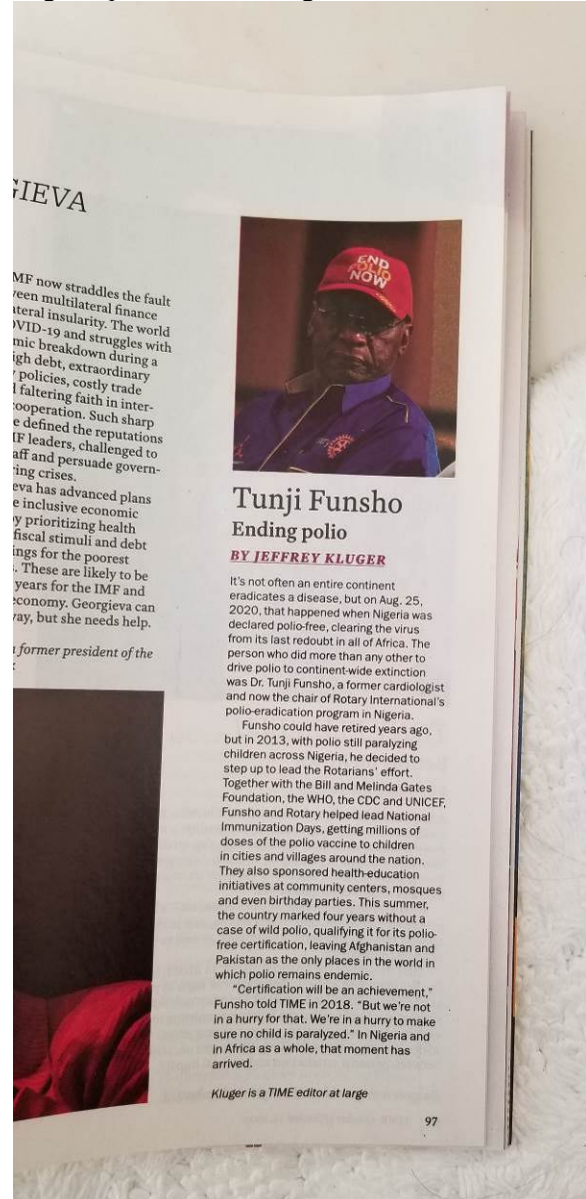 GIEVA
MF now straddles the fault
veen multilateral finance
ateral insularity. The world
OVID-19 and struggles with
mic breakdown during a
igh debt, extraordinary
policies, costly trade
faltering faith in inter-
cooperation. Such sharp
e defined the reputations
IF leaders, challenged to
aff and persuade govern-
ring crises.
eva has advanced plans
e inclusive economic
y prioritizing health
fiscal stimuli and debt
ings for the poorest
. These are likely to be
years for the IMF and
economy. Georgieva can
vay, but she needs help.
former president of the
END
POLIO
NOW
Tunji Funsho
Ending polio
BY JEFFREY KLUGER
It's not often an entire continent
eradicates a disease, but on Aug. 25,
2020, that happened when Nigeria was
declared polio-free, clearing the virus
from its last redoubt in all of Africa. The
person who did more than any other to
drive polio to continent-wide extinction
was Dr. Tunji Funsho, a former cardiologist
and now the chair of Rotary International's
polio-eradication program in Nigeria.
Funsho could have retired years ago,
but in 2013, with polio still paralyzing
children across Nigeria, he decided to
step up to lead the Rotarians' effort.
Together with the Bill and Melinda Gates
Foundation, the WHO, the CDC and UNICEF,
Funsho and Rotary helped lead National
Immunization Days, getting millions of
doses of the polio vaccine to children
in cities and villages around the nation.
They also sponsored health-education
initiatives at community centers, mosques
and even birthday parties. This summer,
the country marked four years without a
case of wild polio, qualifying it for its polio-
free certification, leaving Afghanistan and
Pakistan as the only places in the world in
which polio remains endemic.
"Certification will be an achievement,"
Funsho told TIME in 2018. "But we're not
in a hurry for that. We're in a hurry to make
sure no child is paralyzed." In Nigeria and
in Africa as a whole, that moment has
arrived.
Kluger is a TIME editor at large
97